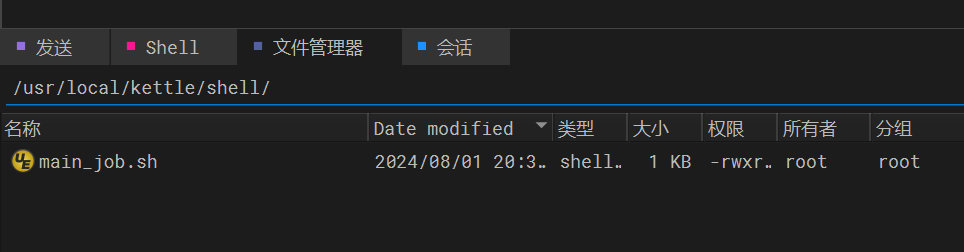 发送 Shell 文件管理器 会话
/usr/local/kettle/shell/
名称 Date modified 类型 大小 权限 所有者 分组
UE main_job.sh 2024/08/01 20:3… shell… 1 KB -rwxr… root root